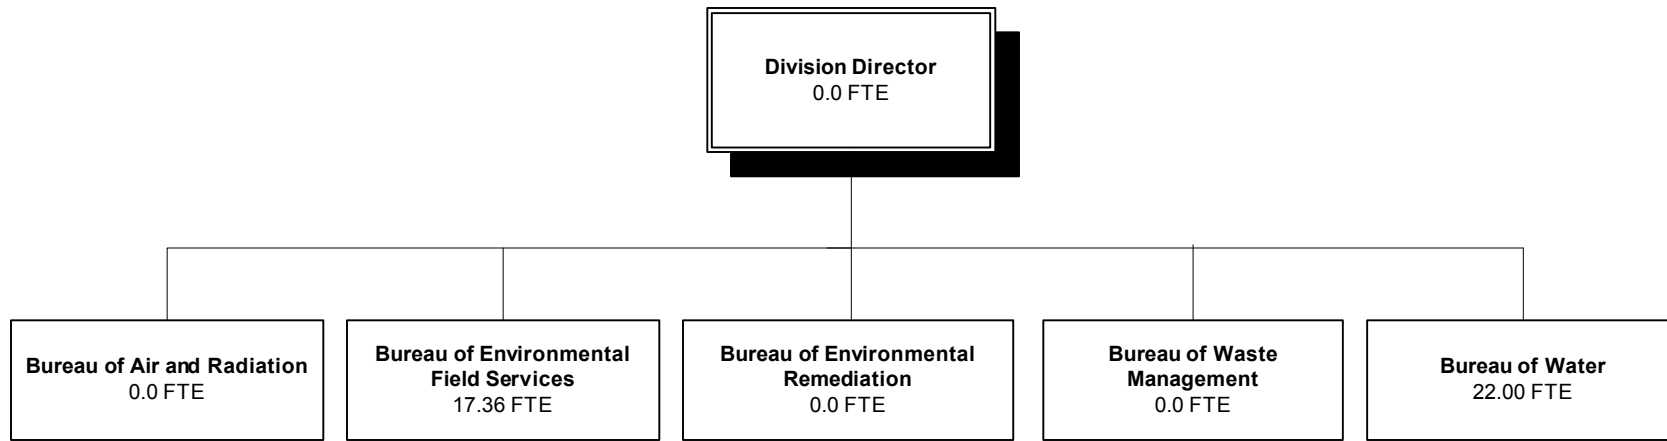 Division Director
0.0 FTE
Bureau of Air and Radiation
0.0 FTE
Bureau of Environmental
Field Services
17.36 FTE
Bureau of Environmental
Remediation
0.0 FTE
Bureau of Waste
Management
0.0 FTE
Bureau of Water
22.00 FTE